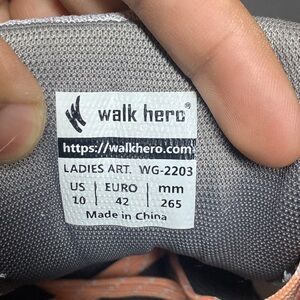 walk hero®
https://walkhero.com
LADIES ART. WG-2203
US | EURO | mm
10 | 42 | 265
Made in China